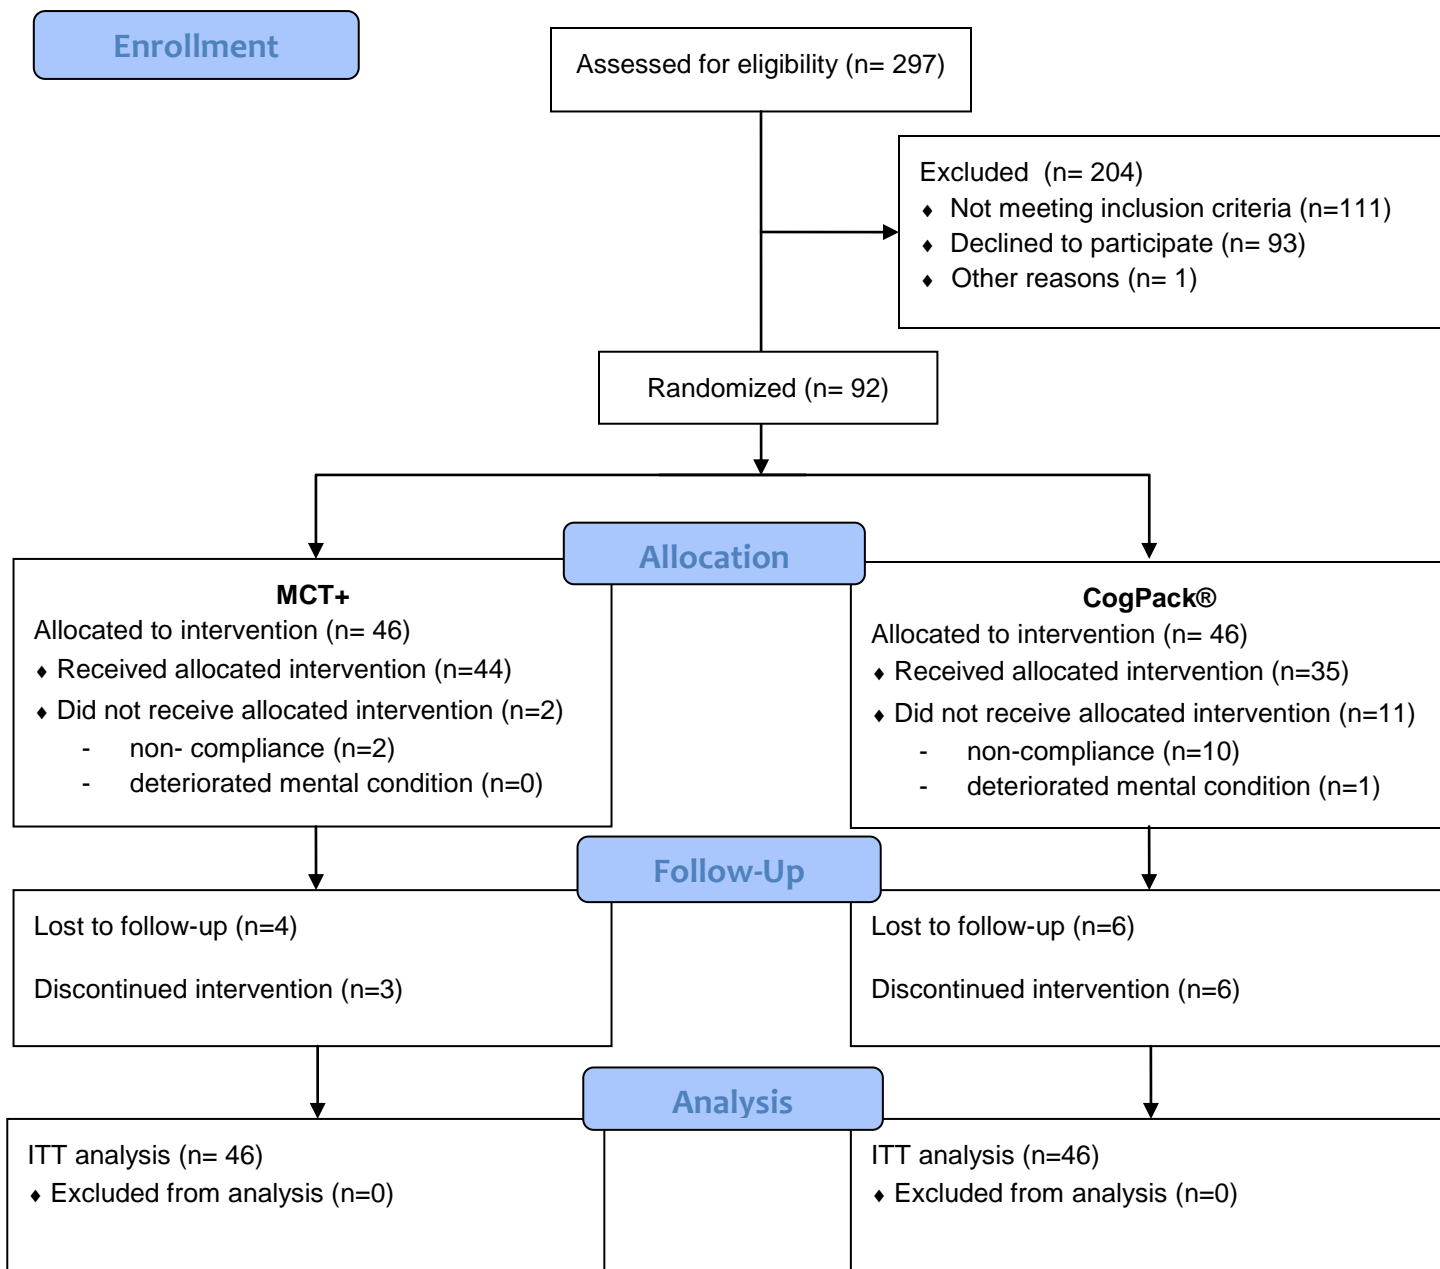 Enrollment
Assessed for eligibility (n= 297)
Excluded (n= 204)
♦ Not meeting inclusion criteria (n=111)
♦ Declined to participate (n= 93)
♦ Other reasons (n= 1)
Randomized (n= 92)
Allocation
MCT+
Allocated to intervention (n= 46)
♦ Received allocated intervention (n=44)
♦ Did not receive allocated intervention (n=2)
- non- compliance (n=2)
- deteriorated mental condition (n=0)
CogPack®
Allocated to intervention (n= 46)
♦ Received allocated intervention (n=35)
♦ Did not receive allocated intervention (n=11)
- non-compliance (n=10)
- deteriorated mental condition (n=1)
Follow-Up
Lost to follow-up (n=4)
Discontinued intervention (n=3)
Lost to follow-up (n=6)
Discontinued intervention (n=6)
Analysis
ITT analysis (n= 46)
♦ Excluded from analysis (n=0)
ITT analysis (n=46)
♦ Excluded from analysis (n=0)